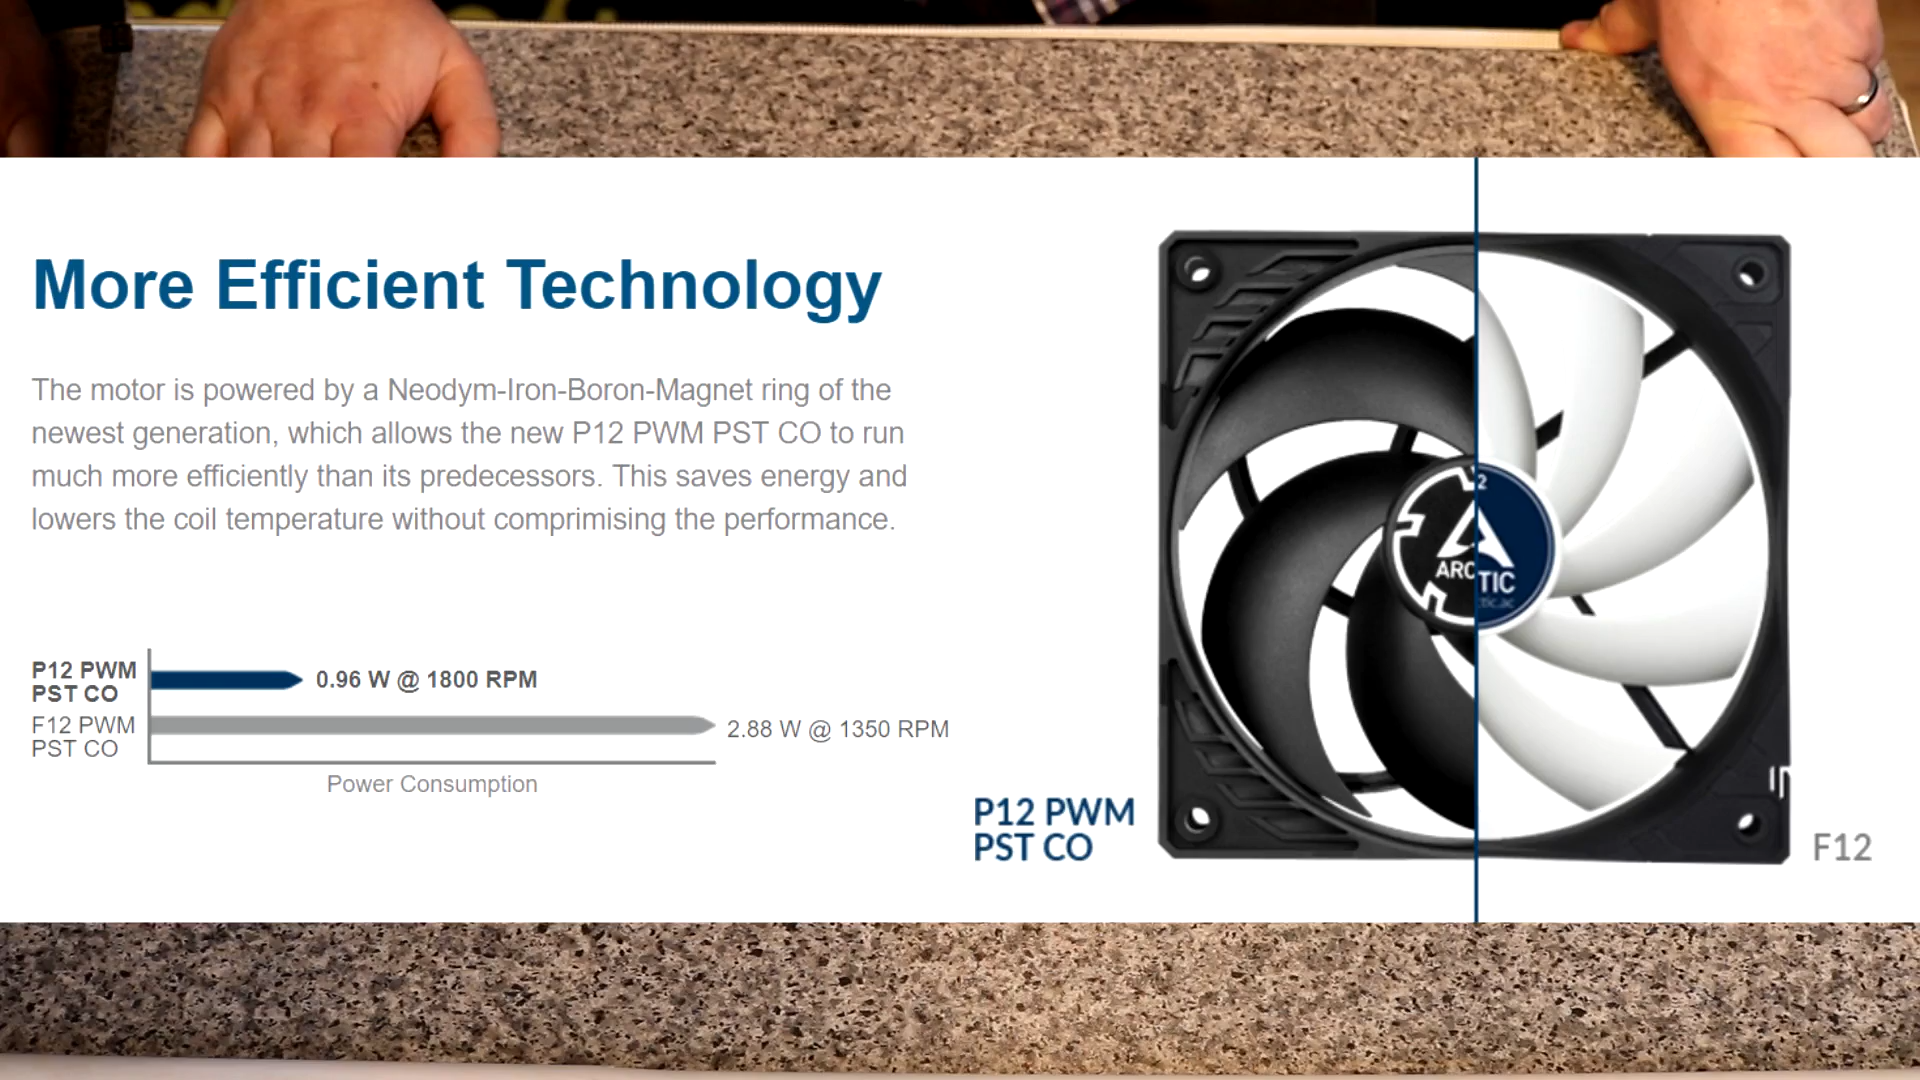 More Efficient Technology
The motor is powered by a Neodym-Iron-Boron-Magnet ring of the
newest generation, which allows the new P12 PWM PST CO to run
much more efficiently than its predecessors. This saves energy and
lowers the coil temperature without comprimising the performance.
P12 PWM
PST CO
0.96 W @ 1800 RPM
F12 PWM
PST CO
2.88 W @ 1350 RPM
Power Consumption
ARCTIC
P12 PWM
PST CO
F12